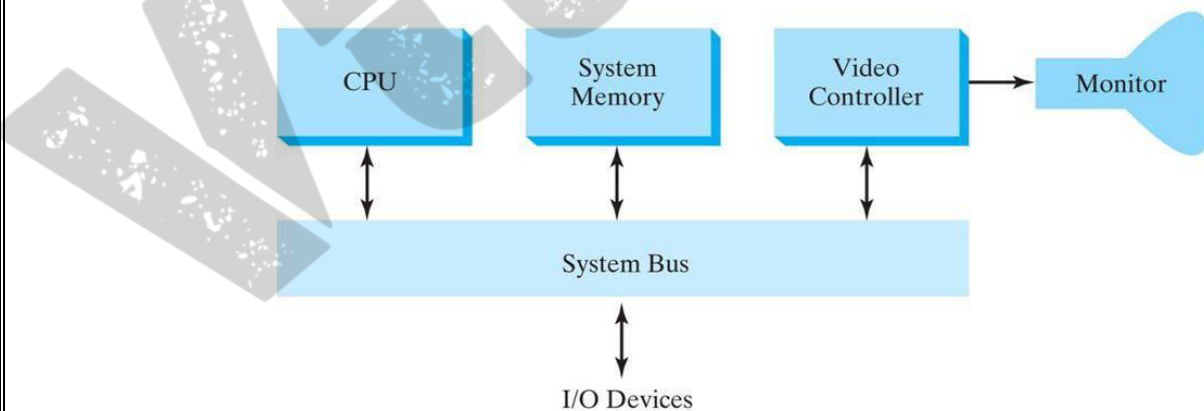 CPU
System
Memory
Video
Controller
Monitor
System Bus
I/O Devices